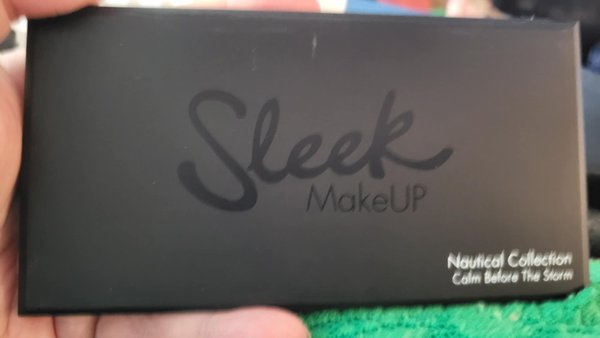 Sleek
MakeUP
Nautical Collection
Calm Before The Storm